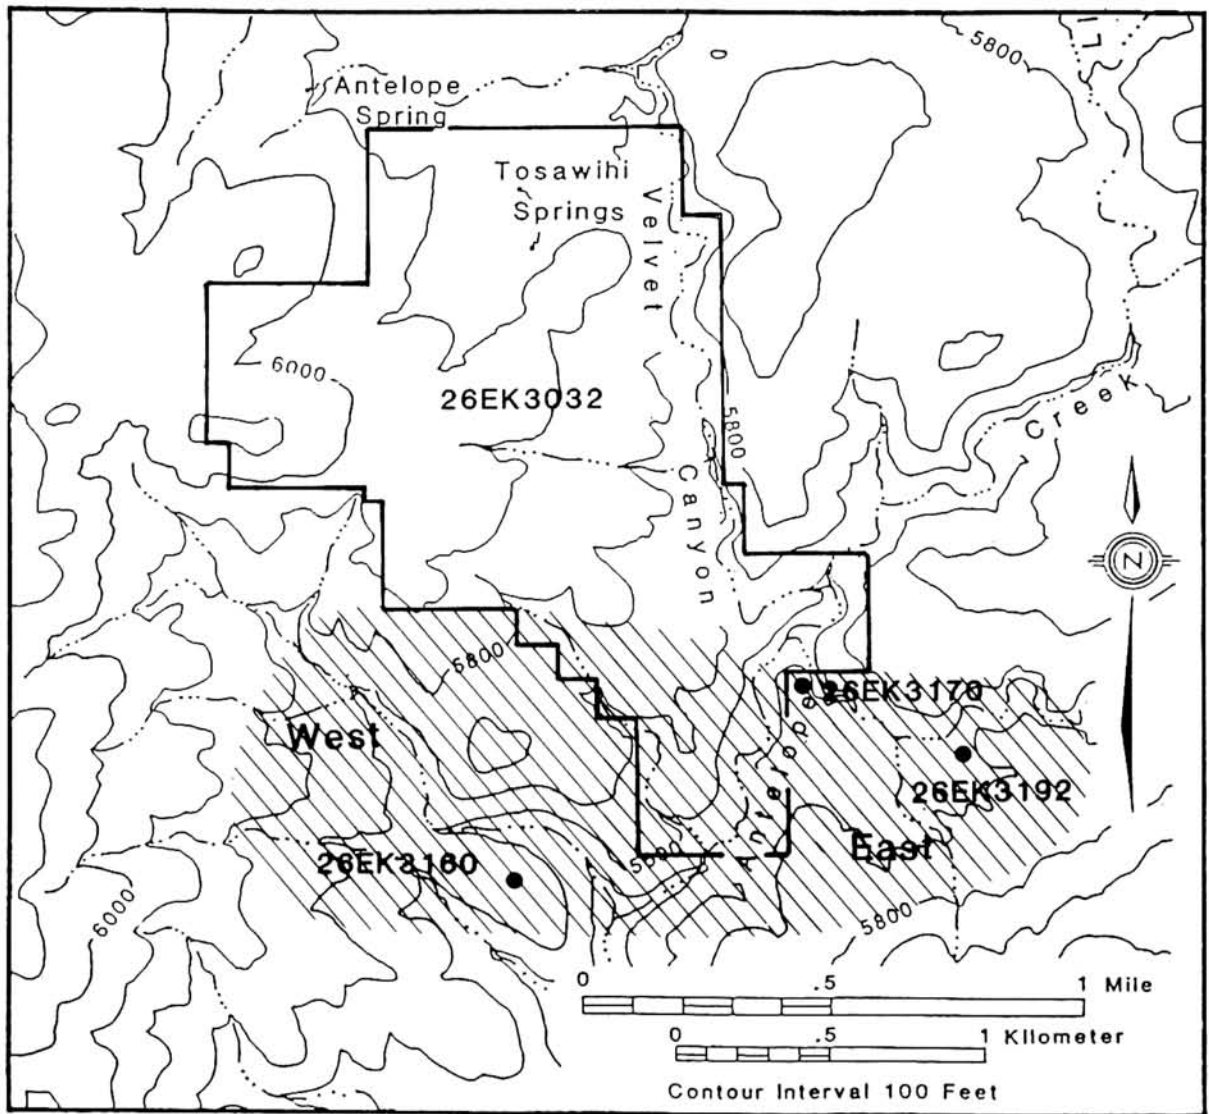 5800
Antelope
Spring
Tosawihi
Springs
Velvet
6000
26EK3032
5800
Creek
Canyon
N
5800
26EK3170
West
Antelope
26EK3192
East
26EK3160
6000
5800
0 .5 1 Mile
0 .5 1 Kilometer
Contour Interval 100 Feet